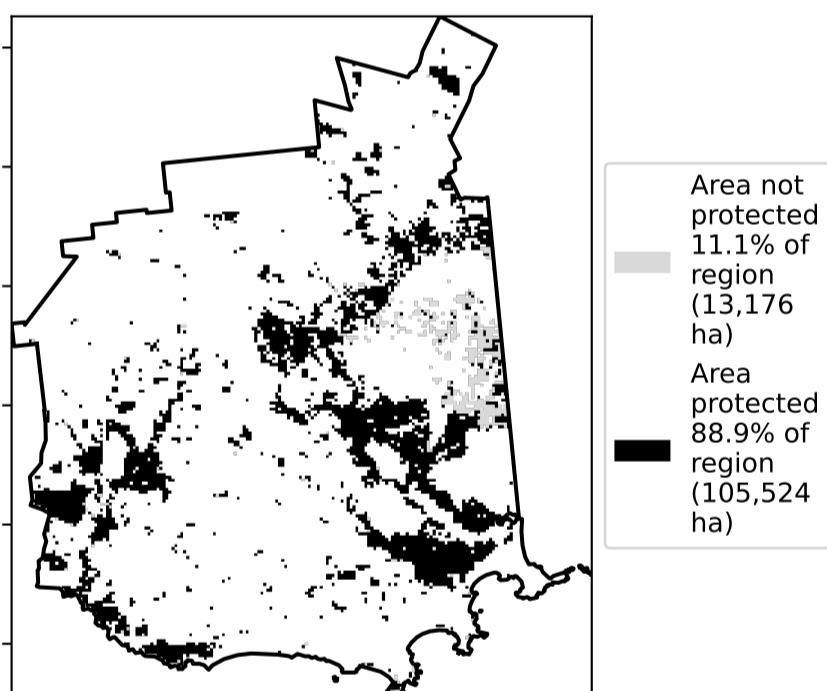 Area not
protected
11.1% of
region
(13,176
ha)
Area
protected
88.9% of
region
(105,524
ha)